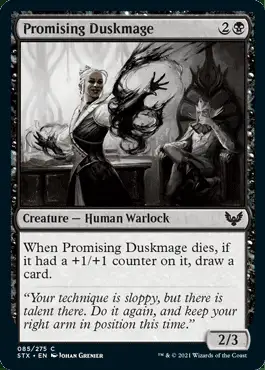 Promising Duskmage 2
Creature — Human Warlock
When Promising Duskmage dies, if
it had a +1/+1 counter on it, draw a
card.
“Your technique is sloppy, but there is
talent there. Do it again, and keep your
right arm in position this time.”
2/3
085/275 C
STX • EN Johan Grenier
™ & © 2021 Wizards of the Coast